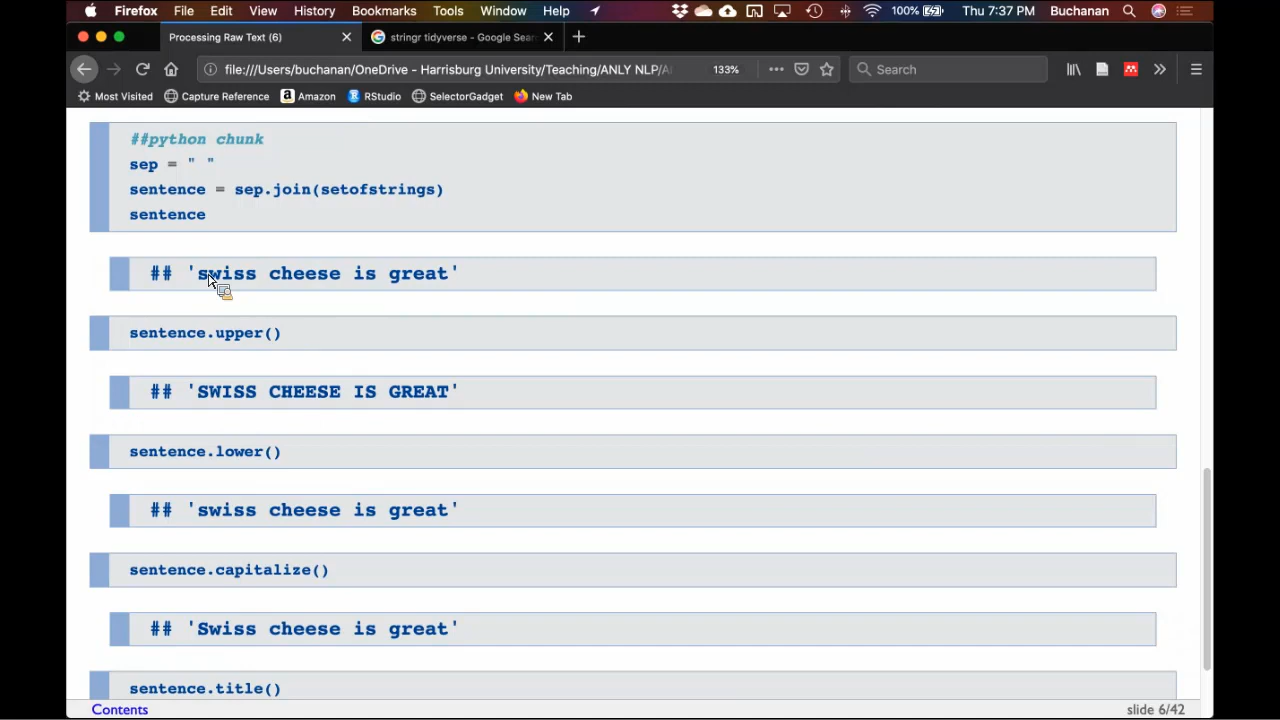 Firefox File Edit View History Bookmarks Tools Window Help 100% Thu 7:37 PM Buchanan
Processing Raw Text (6) stringr tidyverse - Google Sear
file:///Users/buchanan/OneDrive - Harrisburg University/Teaching/ANLY NLP/A 133% Search
Most Visited Capture Reference Amazon RStudio SelectorGadget New Tab
##python chunk
sep = " "
sentence = sep.join(setofstrings)
sentence
## 'swiss cheese is great'
sentence.upper()
## 'SWISS CHEESE IS GREAT'
sentence.lower()
## 'swiss cheese is great'
sentence.capitalize()
## 'Swiss cheese is great'
sentence.title()
Contents slide 6/42